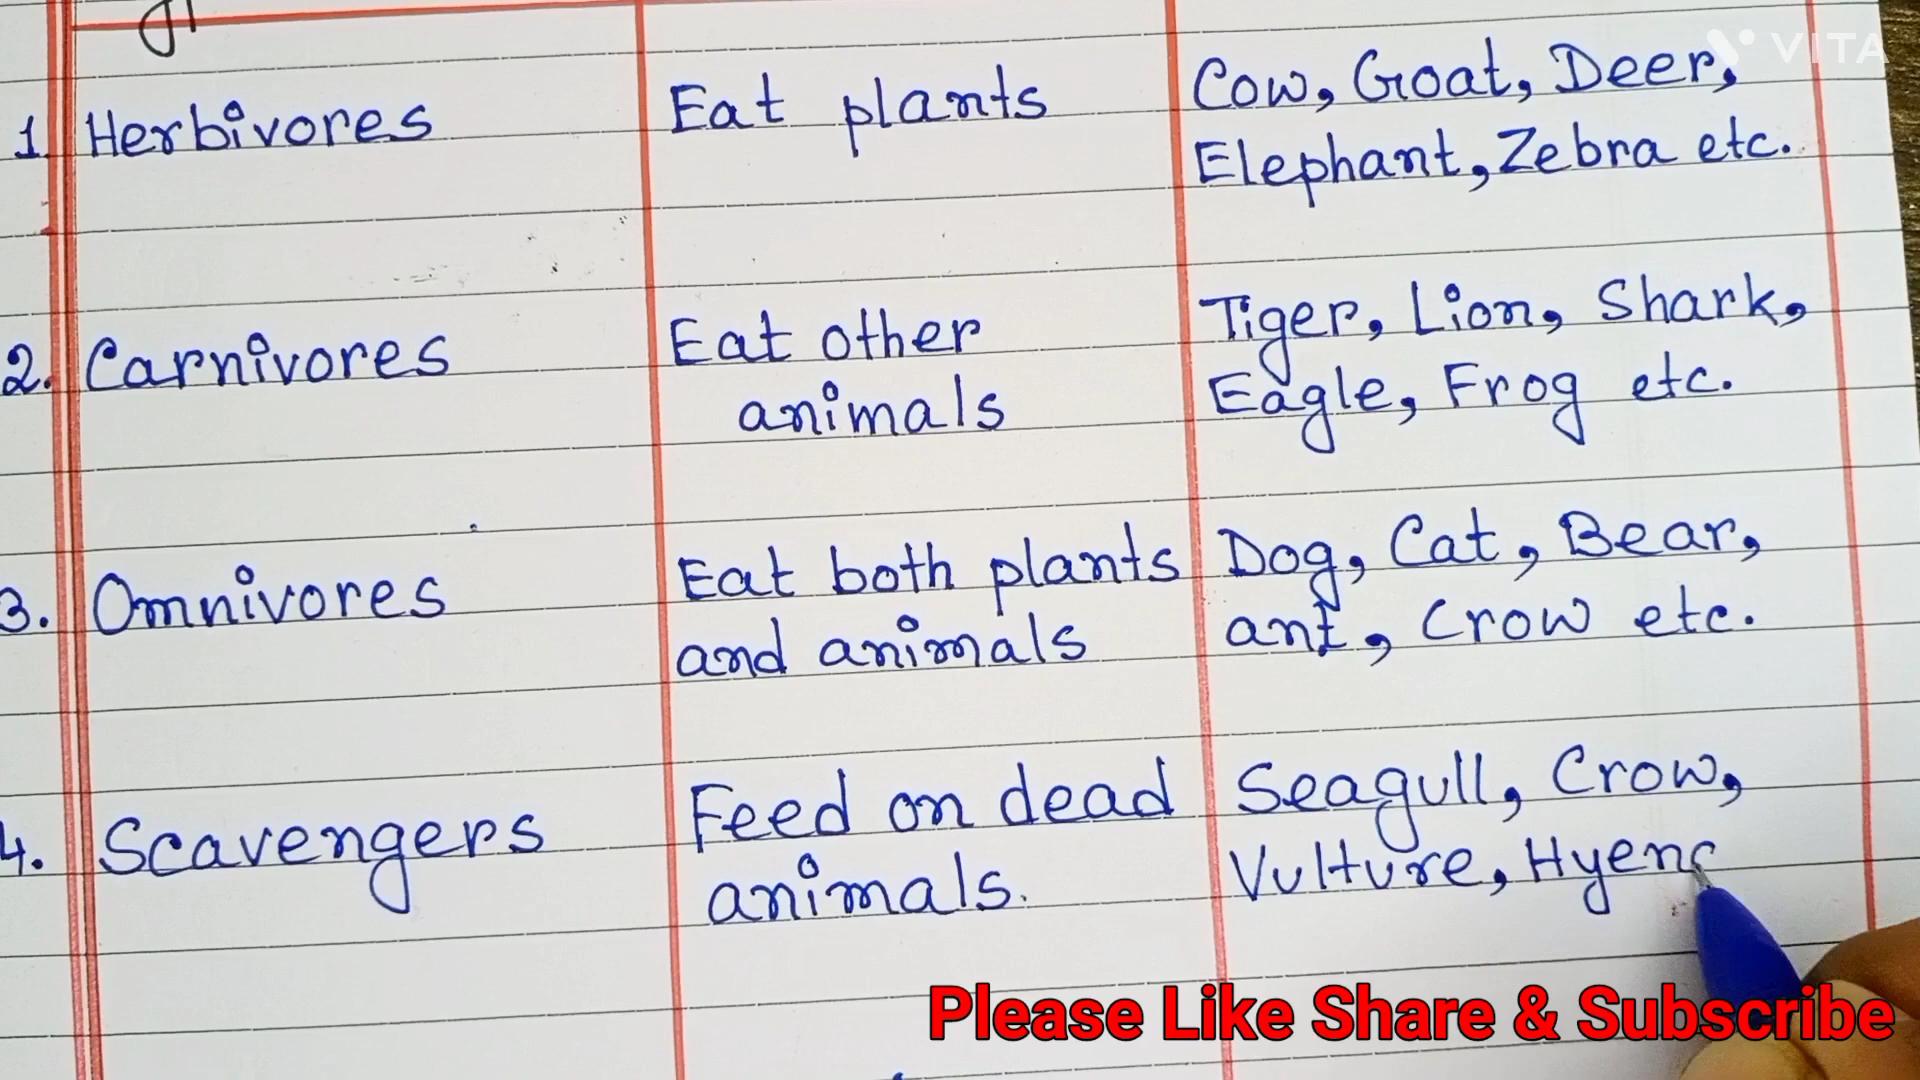 VITA
1. Herbivores Eat plants Cow, Goat, Deer,
Elephant, Zebra etc.
2. Carnivores Eat other Tiger, Lion, Shark,
animals Eagle, Frog etc.
3. Omnivores Eat both plants Dog, Cat, Bear,
and animals ant, Crow etc.
4. Scavengers Feed on dead Seagull, Crow,
animals. Vulture, Hyena
Please Like Share & Subscribe